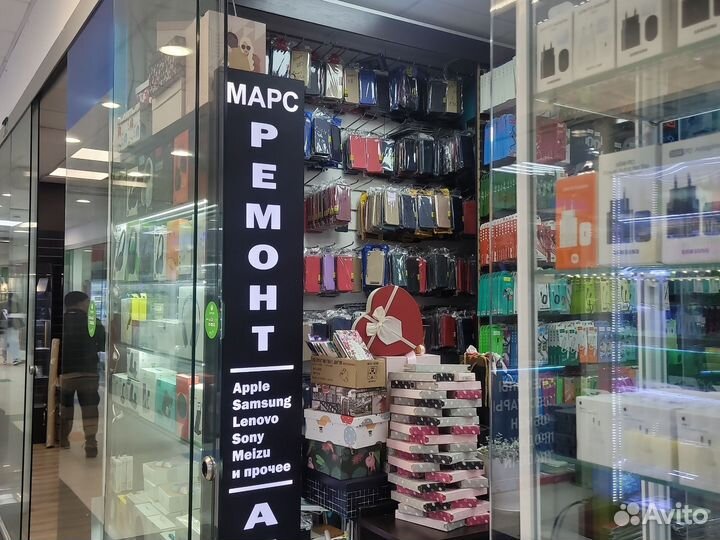 МАРС
РЕМОНТ
Apple
Samsung
Lenovo
Sony
Meizu
и прочее
А
Avito